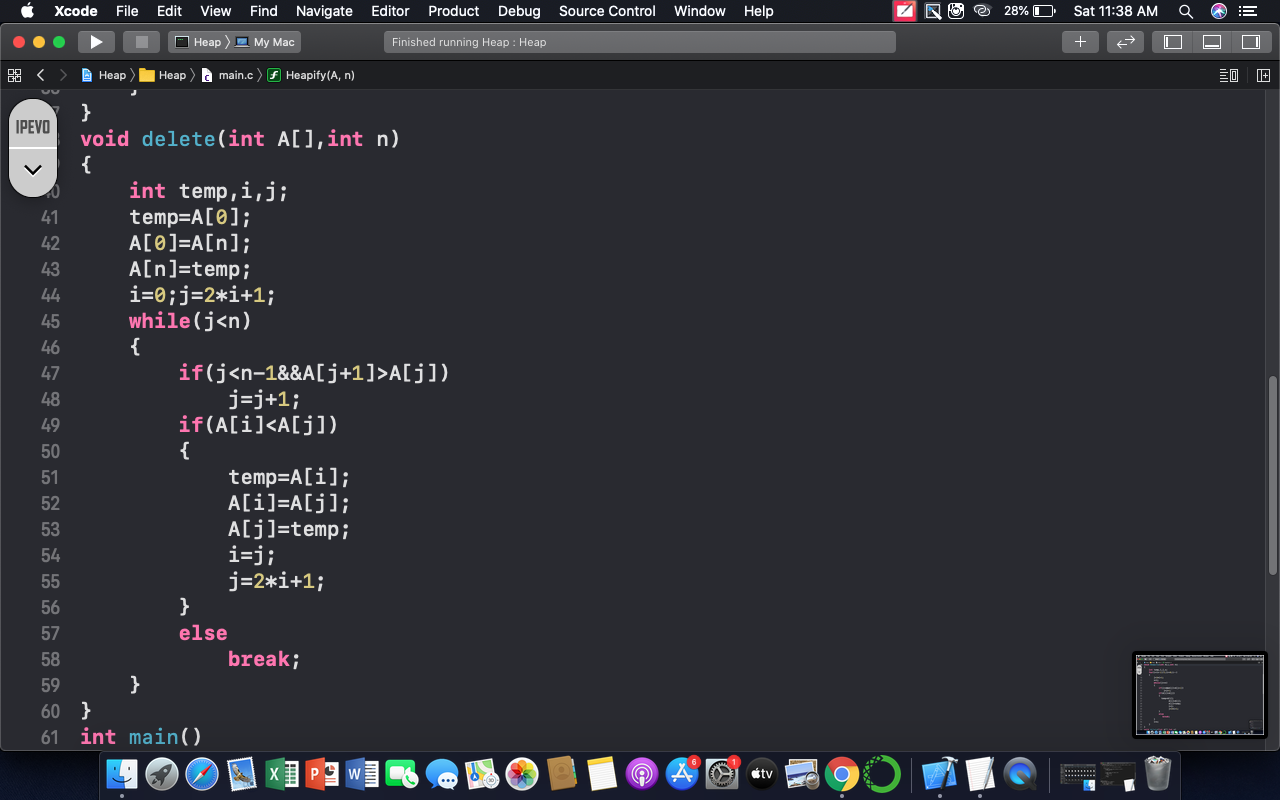 Xcode File Edit View Find Navigate Editor Product Debug Source Control Window Help 28% Sat 11:38 AM
Heap 〉 My Mac Finished running Heap : Heap
Heap 〉 Heap 〉 main.c 〉 Heapify(A, n)
IPEVO
}
void delete(int A[],int n)
{
int temp,i,j;
41 temp=A[0];
42 A[0]=A[n];
43 A[n]=temp;
44 i=0;j=2*i+1;
45 while(j<n)
46 {
47 if(j<n-1&&A[j+1]>A[j])
48 j=j+1;
49 if(A[i]<A[j])
50 {
51 temp=A[i];
52 A[i]=A[j];
53 A[j]=temp;
54 i=j;
55 j=2*i+1;
56 }
57 else
58 break;
59 }
60 }
61 int main()